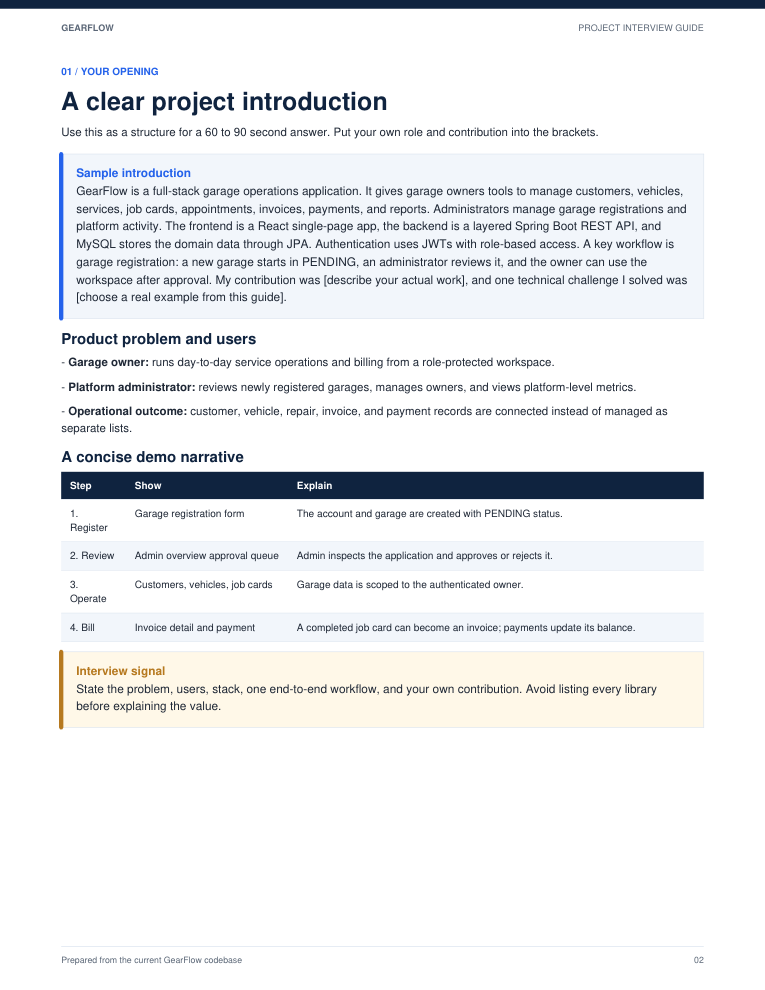 GEARFLOW
PROJECT INTERVIEW GUIDE
01 / YOUR OPENING
A clear project introduction
Use this as a structure for a 60 to 90 second answer. Put your own role and contribution into the brackets.
Sample introduction
GearFlow is a full-stack garage operations application. It gives garage owners tools to manage customers, vehicles,
services, job cards, appointments, invoices, payments, and reports. Administrators manage garage registrations and
platform activity. The frontend is a React single-page app, the backend is a layered Spring Boot REST API, and
MySQL stores the domain data through JPA. Authentication uses JWTs with role-based access. A key workflow is
garage registration: a new garage starts in PENDING, an administrator reviews it, and the owner can use the
workspace after approval. My contribution was [describe your actual work], and one technical challenge I solved was
[choose a real example from this guide].
Product problem and users
- Garage owner: runs day-to-day service operations and billing from a role-protected workspace.
- Platform administrator: reviews newly registered garages, manages owners, and views platform-level metrics.
- Operational outcome: customer, vehicle, repair, invoice, and payment records are connected instead of managed as
separate lists.
A concise demo narrative
Step Show Explain
1. Garage registration form The account and garage are created with PENDING status.
Register
2. Review Admin overview approval queue Admin inspects the application and approves or rejects it.
3. Customers, vehicles, job cards Garage data is scoped to the authenticated owner.
Operate
4. Bill Invoice detail and payment A completed job card can become an invoice; payments update its balance.
Interview signal
State the problem, users, stack, one end-to-end workflow, and your own contribution. Avoid listing every library
before explaining the value.
Prepared from the current GearFlow codebase
02